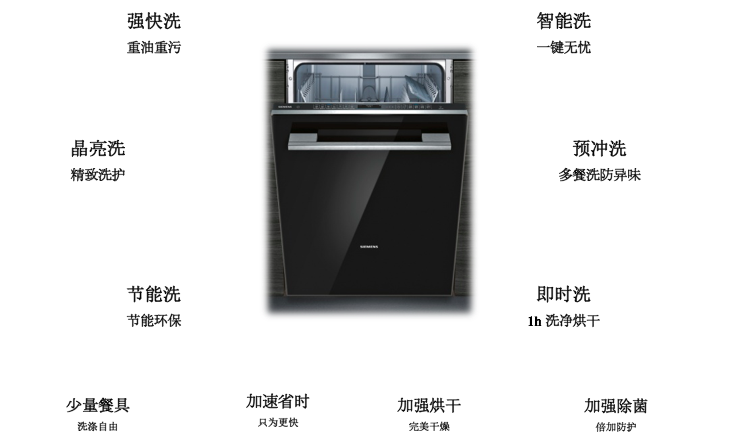 强快洗
重油重污
智能洗
一键无忧
晶亮洗
精致洗护
预冲洗
多餐洗防异味
SIEMENS
节能洗
节能环保
即时洗
1h 洗净烘干
少量餐具
洗涤自由
加速省时
只为更快
加强烘干
完美干燥
加强除菌
倍加防护